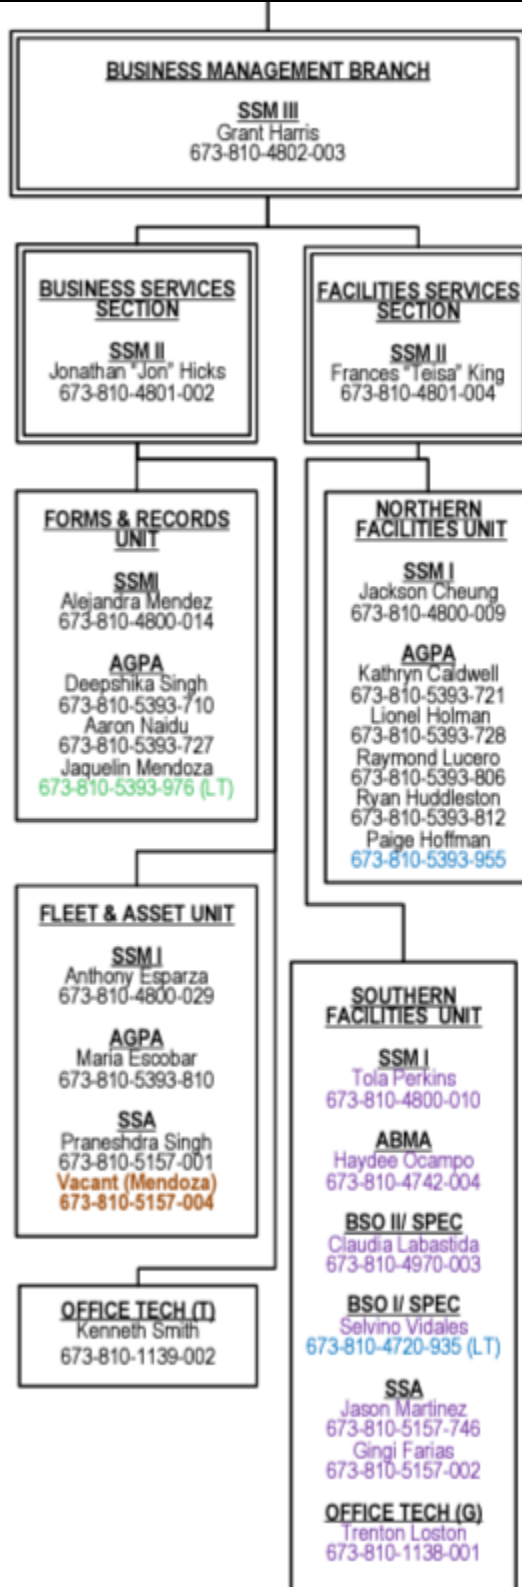 BUSINESS MANAGEMENT BRANCH
SSM III
Grant Harris
673-810-4802-003
BUSINESS SERVICES
SECTION
SSM II
Jonathan "Jon" Hicks
673-810-4801-002
FACILITIES SERVICES
SECTION
SSM II
Frances "Teisa" King
673-810-4801-004
FORMS & RECORDS
UNIT
SSMI
Alejandra Mendez
673-810-4800-014
AGPA
Deepshika Singh
673-810-5393-710
Aaron Naidu
673-810-5393-727
Jaquelin Mendoza
673-810-5393-976 (LT)
NORTHERN
FACILITIES UNIT
SSM I
Jackson Cheung
673-810-4800-009
AGPA
Kathryn Caldwell
673-810-5393-721
Lionel Holman
673-810-5393-728
Raymond Lucero
673-810-5393-806
Ryan Huddleston
673-810-5393-812
Paige Hoffman
673-810-5393-955
FLEET & ASSET UNIT
SSM I
Anthony Esparza
673-810-4800-029
AGPA
Maria Escobar
673-810-5393-810
SSA
Praneshdra Singh
673-810-5157-001
Vacant (Mendoza)
673-810-5157-004
OFFICE TECH (T)
Kenneth Smith
673-810-1139-002
SOUTHERN
FACILITIES UNIT
SSM I
Tola Perkins
673-810-4800-010
ABMA
Haydee Ocampo
673-810-4742-004
BSO II/ SPEC
Claudia Labastida
673-810-4970-003
BSO I/ SPEC
Selvino Vidales
673-810-4720-935 (LT)
SSA
Jason Martinez
673-810-5157-746
Gingi Farias
673-810-5157-002
OFFICE TECH (G)
Trenton Loston
673-810-1138-001